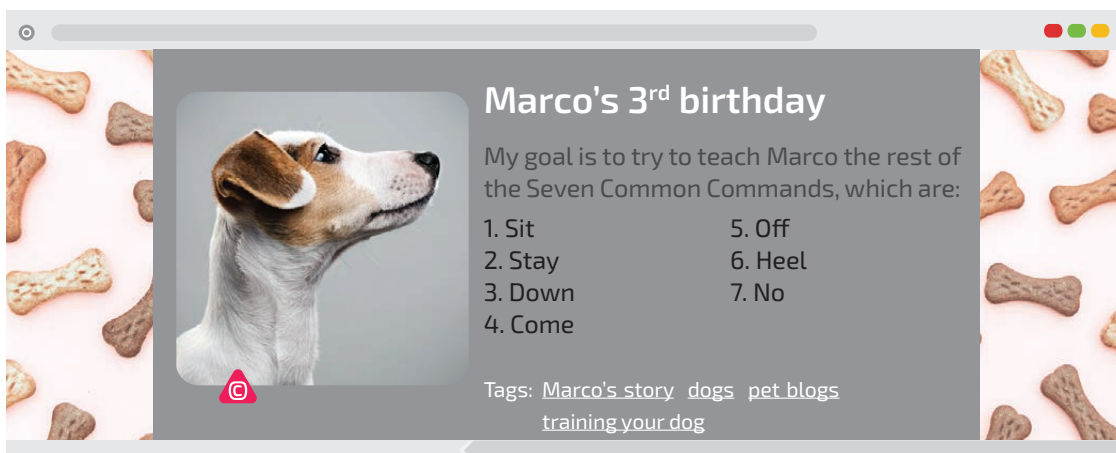 Marco's 3rd birthday
My goal is to try to teach Marco the rest of
the Seven Common Commands, which are:
1. Sit
2. Stay
3. Down
4. Come
5. Off
6. Heel
7. No
©
Tags: Marco's story dogs pet blogs
training your dog